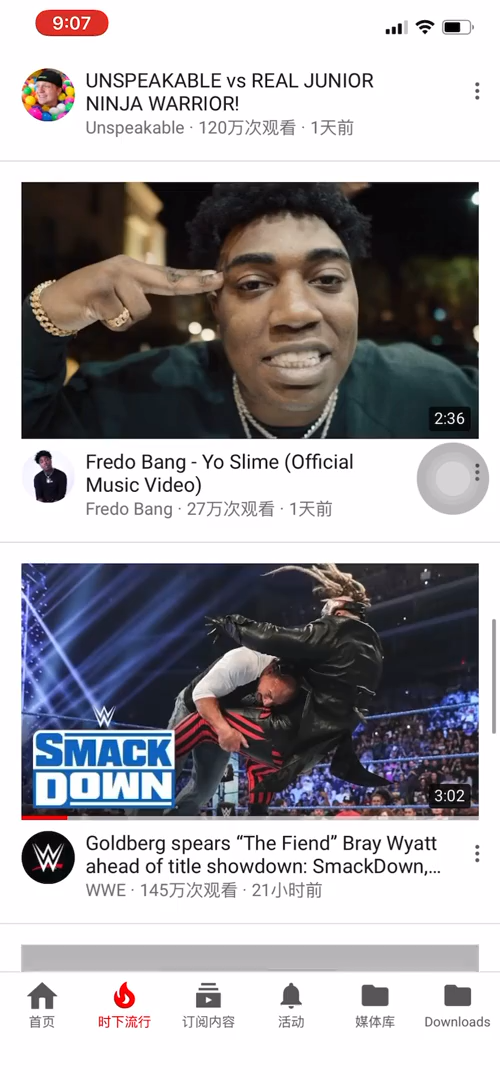 9:07
UNSPEAKABLE vs REAL JUNIOR
NINJA WARRIOR!
Unspeakable · 120万次观看 · 1天前
2:36
Fredo Bang - Yo Slime (Official
Music Video)
Fredo Bang · 27万次观看 · 1天前
W
SMACK
DOWN
3:02
W
Goldberg spears “The Fiend” Bray Wyatt
ahead of title showdown: SmackDown,...
WWE · 145万次观看 · 21小时前
首页
时下流行
订阅内容
活动
媒体库
Downloads